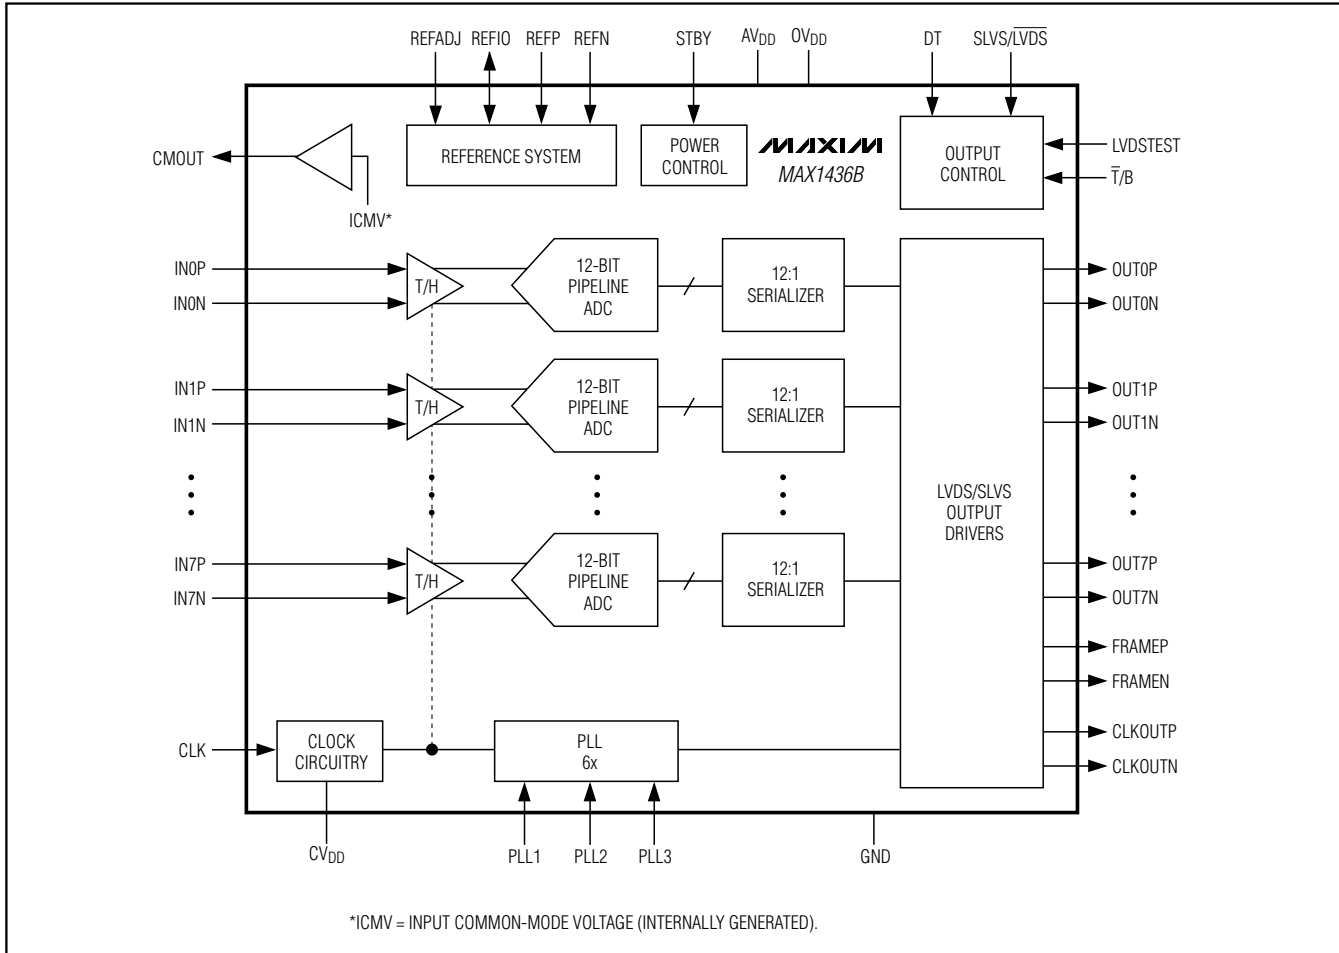 REFADJ REFIO REFP REFN STBY AVDD OVDD DT SLVS/L̅V̅D̅S̅
CMOUT
ICMV*
REFERENCE SYSTEM
POWER
CONTROL
MAXIM
MAX1436B
OUTPUT
CONTROL
LVDSTEST
T̅/B
IN0P
IN0N
T/H
12-BIT
PIPELINE
ADC
12:1
SERIALIZER
OUT0P
OUT0N
IN1P
IN1N
T/H
12-BIT
PIPELINE
ADC
12:1
SERIALIZER
OUT1P
OUT1N
LVDS/SLVS
OUTPUT
DRIVERS
IN7P
IN7N
T/H
12-BIT
PIPELINE
ADC
12:1
SERIALIZER
OUT7P
OUT7N
FRAMEP
FRAMEN
CLK
CLOCK
CIRCUITRY
PLL
6x
CLKOUTP
CLKOUTN
CVDD PLL1 PLL2 PLL3 GND
*ICMV = INPUT COMMON-MODE VOLTAGE (INTERNALLY GENERATED).